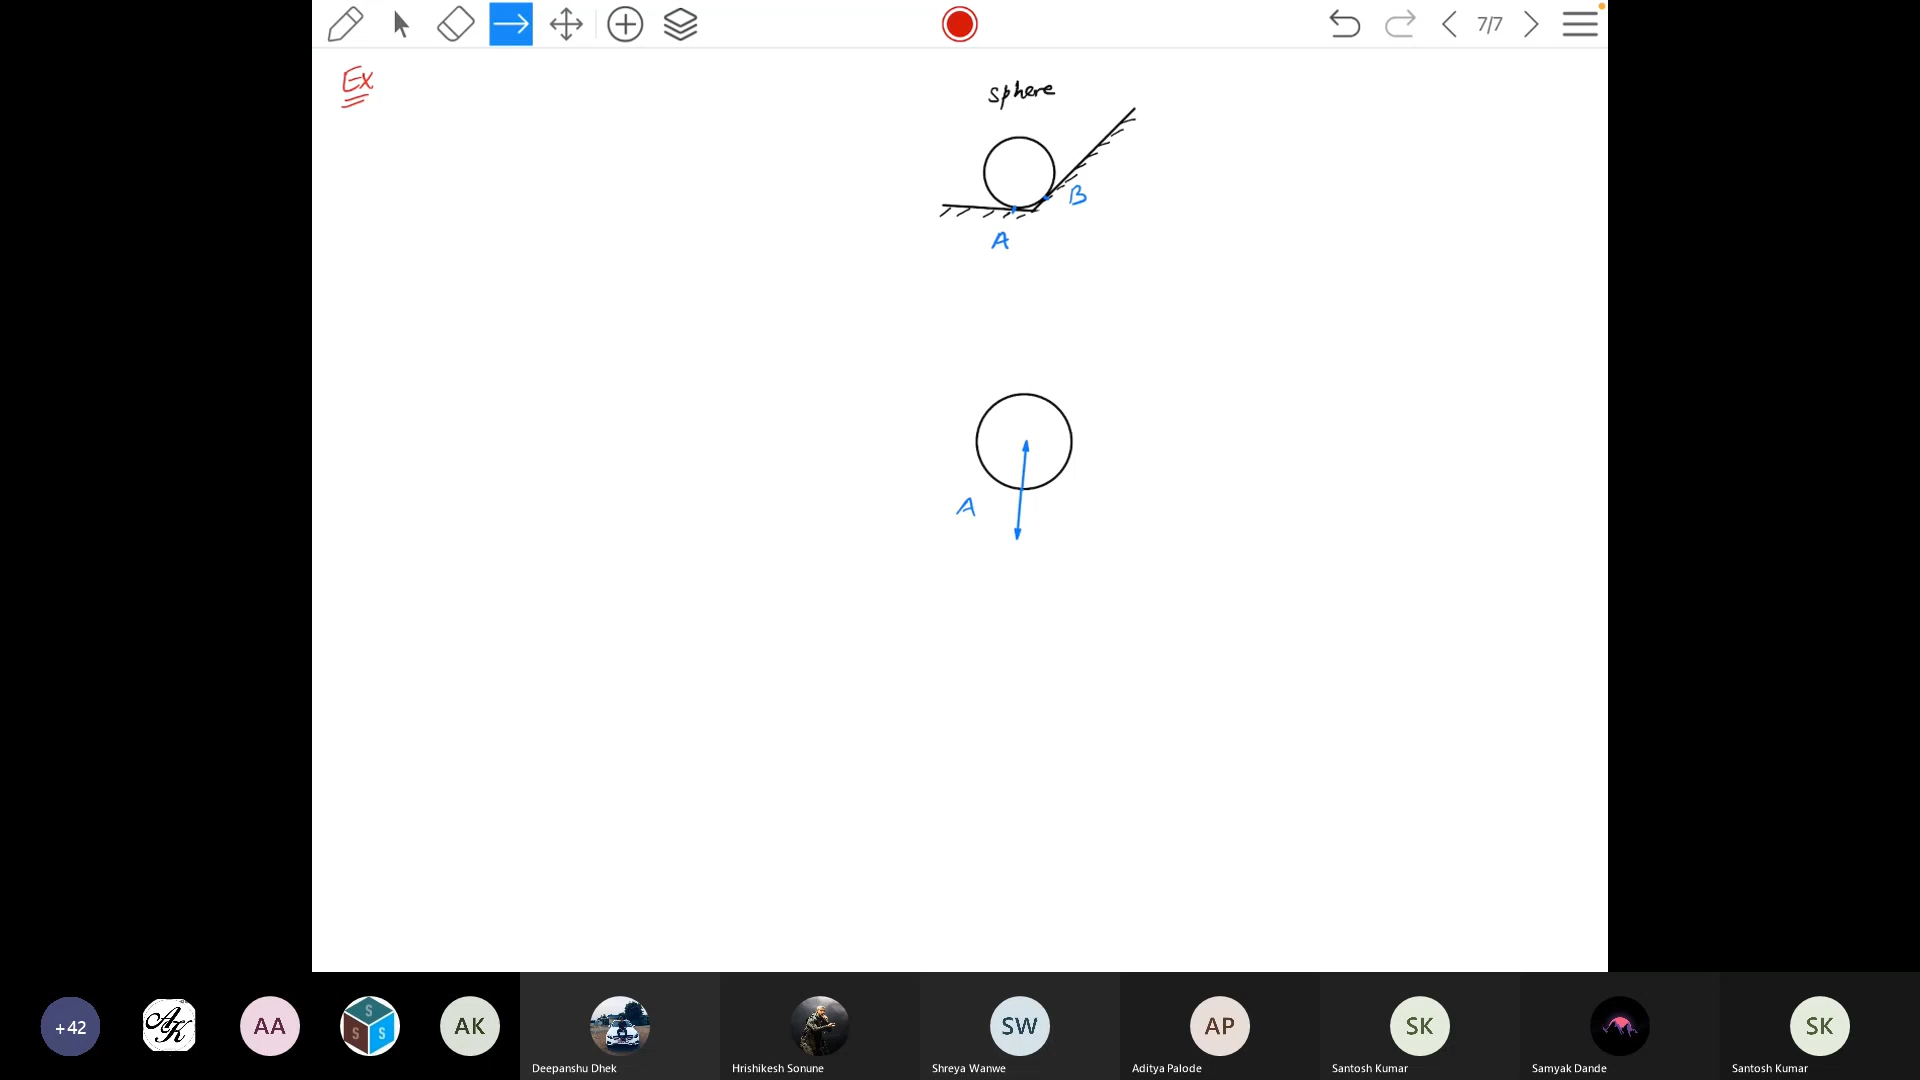 7/7
Ex
sphere
B
A
A
+42
AK
AA
S
S S
AK
SW
AP
SK
SK
Deepanshu Dhek
Hrishikesh Sonune
Shreya Wanwe
Aditya Palode
Santosh Kumar
Samyak Dande
Santosh Kumar